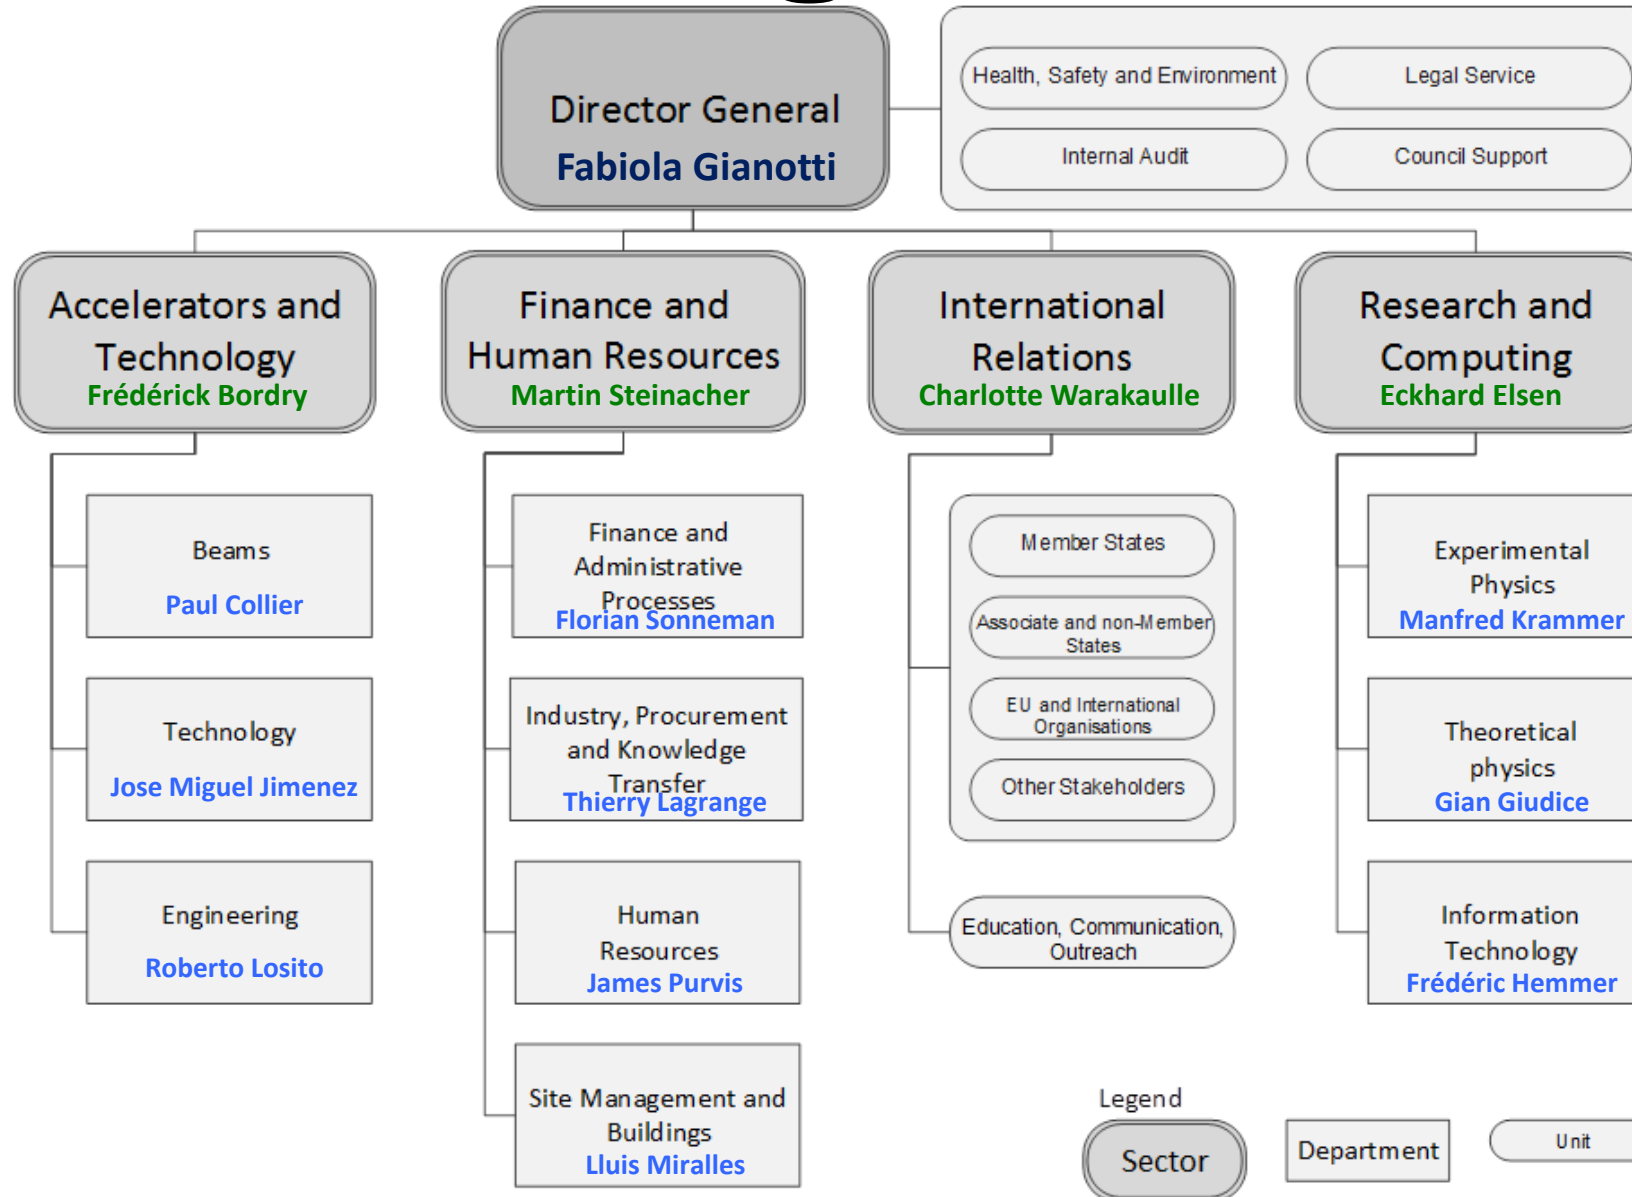 Director General
Fabiola Gianotti
Health, Safety and Environment
Legal Service
Internal Audit
Council Support
Accelerators and
Technology
Frédérick Bordry
Finance and
Human Resources
Martin Steinacher
International
Relations
Charlotte Warakaulle
Research and
Computing
Eckhard Elsen
Beams
Paul Collier
Technology
Jose Miguel Jimenez
Engineering
Roberto Losito
Finance and
Administrative
Processes
Florian Sonneman
Industry, Procurement
and Knowledge
Transfer
Thierry Lagrange
Human
Resources
James Purvis
Site Management and
Buildings
Lluis Miralles
Member States
Associate and non-Member
States
EU and International
Organisations
Other Stakeholders
Education, Communication,
Outreach
Experimental
Physics
Manfred Krammer
Theoretical
physics
Gian Giudice
Information
Technology
Frédéric Hemmer
Legend
Sector
Department
Unit